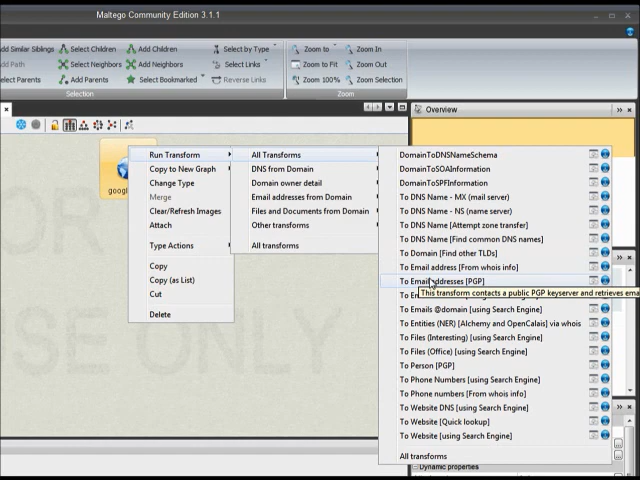 Maltego Community Edition 3.1.1
dd Similar Siblings
Select Children
Add Children
Select by Type
Zoom to
Zoom In
dd Path
Select Neighbors
Add Neighbors
Select Links
Zoom to Fit
Zoom Out
elect Parents
Add Parents
Select Bookmarked
Reverse Links
Zoom 100%
Zoom Selection
Selection
Zoom
Overview
googl
Run Transform
Copy to New Graph
Change Type
Merge
Clear/Refresh Images
Attach
Type Actions
Copy
Copy (as List)
Cut
Delete
All Transforms
DNS from Domain
Domain owner detail
Email addresses from Domain
Files and Documents from Domain
Other transforms
All transforms
DomainToDNSNameSchema
DomainToSOAInformation
DomainToSPFInformation
To DNS Name - MX (mail server)
To DNS Name - NS (name server)
To DNS Name [Attempt zone transfer]
To DNS Name [Find common DNS names]
To Domain [Find other TLDs]
To Email address [From whois info]
To Email addresses [PGP]
This transform contacts a public PGP keyserver and retrieves ema
To Em
To Emails @domain [using Search Engine]
To Entities (NER) [Alchemy and OpenCalais] via whois
To Files (Interesting) [using Search Engine]
To Files (Office) [using Search Engine]
To Person [PGP]
To Phone Numbers [using Search Engine]
To Phone numbers [From whois info]
To Website DNS [using Search Engine]
To Website [Quick lookup]
To Website [using Search Engine]
All transforms
Dynamic properties
OR
SE ONLY